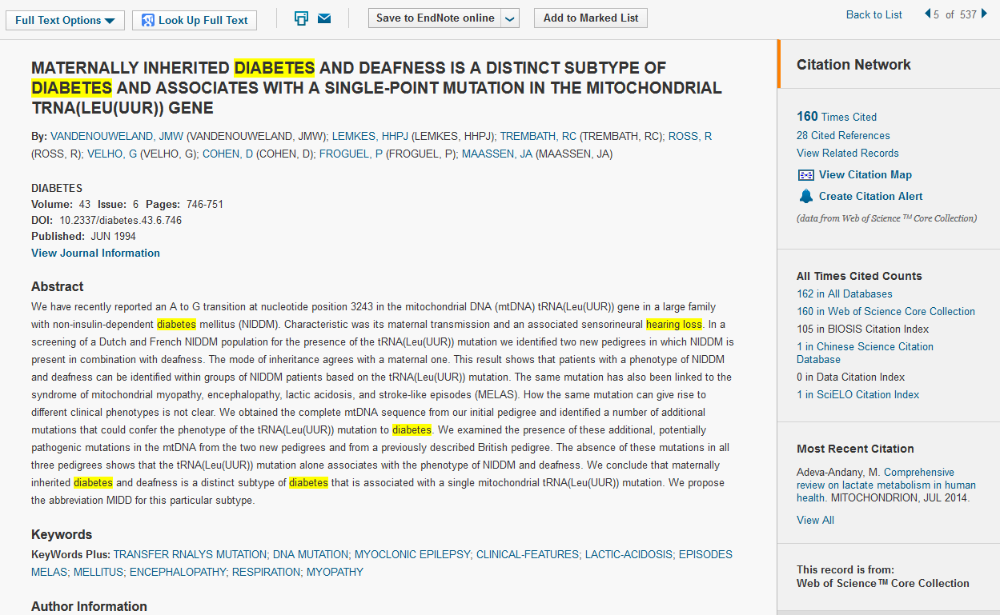 Full Text Options
Look Up Full Text
Save to EndNote online
Add to Marked List
Back to List
5 of 537
MATERNALLY INHERITED DIABETES AND DEAFNESS IS A DISTINCT SUBTYPE OF
DIABETES AND ASSOCIATES WITH A SINGLE-POINT MUTATION IN THE MITOCHONDRIAL
TRNA(LEU(UUR)) GENE
By: VANDENOUWELAND, JMW (VANDENOUWELAND, JMW); LEMKES, HHPJ (LEMKES, HHPJ); TREMBATH, RC (TREMBATH, RC); ROSS, R
(ROSS, R); VELHO, G (VELHO, G); COHEN, D (COHEN, D); FROGUEL, P (FROGUEL, P); MAASSEN, JA (MAASSEN, JA)
DIABETES
Volume: 43 Issue: 6 Pages: 746-751
DOI: 10.2337/diabetes.43.6.746
Published: JUN 1994
View Journal Information
Abstract
We have recently reported an A to G transition at nucleotide position 3243 in the mitochondrial DNA (mtDNA) tRNA(Leu(UUR)) gene in a large family
with non-insulin-dependent diabetes mellitus (NIDDM). Characteristic was its maternal transmission and an associated sensorineural hearing loss. In a
screening of a Dutch and French NIDDM population for the presence of the tRNA(Leu(UUR)) mutation we identified two new pedigrees in which NIDDM is
present in combination with deafness. The mode of inheritance agrees with a maternal one. This result shows that patients with a phenotype of NIDDM
and deafness can be identified within groups of NIDDM patients based on the tRNA(Leu(UUR)) mutation. The same mutation has also been linked to the
syndrome of mitochondrial myopathy, encephalopathy, lactic acidosis, and stroke-like episodes (MELAS). How the same mutation can give rise to
different clinical phenotypes is not clear. We obtained the complete mtDNA sequence from our initial pedigree and identified a number of additional
mutations that could confer the phenotype of the tRNA(Leu(UUR)) mutation to diabetes. We examined the presence of these additional, potentially
pathogenic mutations in the mtDNA from the two new pedigrees and from a previously described British pedigree. The absence of these mutations in all
three pedigrees shows that the tRNA(Leu(UUR)) mutation alone associates with the phenotype of NIDDM and deafness. We conclude that maternally
inherited diabetes and deafness is a distinct subtype of diabetes that is associated with a single mitochondrial tRNA(Leu(UUR)) mutation. We propose
the abbreviation MIDD for this particular subtype.
Keywords
KeyWords Plus: TRANSFER RNALYS MUTATION; DNA MUTATION; MYOCLONIC EPILEPSY; CLINICAL-FEATURES; LACTIC-ACIDOSIS; EPISODES
MELAS; MELLITUS; ENCEPHALOPATHY; RESPIRATION; MYOPATHY
Author Information
Citation Network
160 Times Cited
28 Cited References
View Related Records
View Citation Map
Create Citation Alert
(data from Web of Science ™ Core Collection)
All Times Cited Counts
162 in All Databases
160 in Web of Science Core Collection
105 in BIOSIS Citation Index
1 in Chinese Science Citation
Database
0 in Data Citation Index
1 in SciELO Citation Index
Most Recent Citation
Adeva-Andany, M. Comprehensive
review on lactate metabolism in human
health. MITOCHONDRION, JUL 2014.
View All
This record is from:
Web of Science™ Core Collection